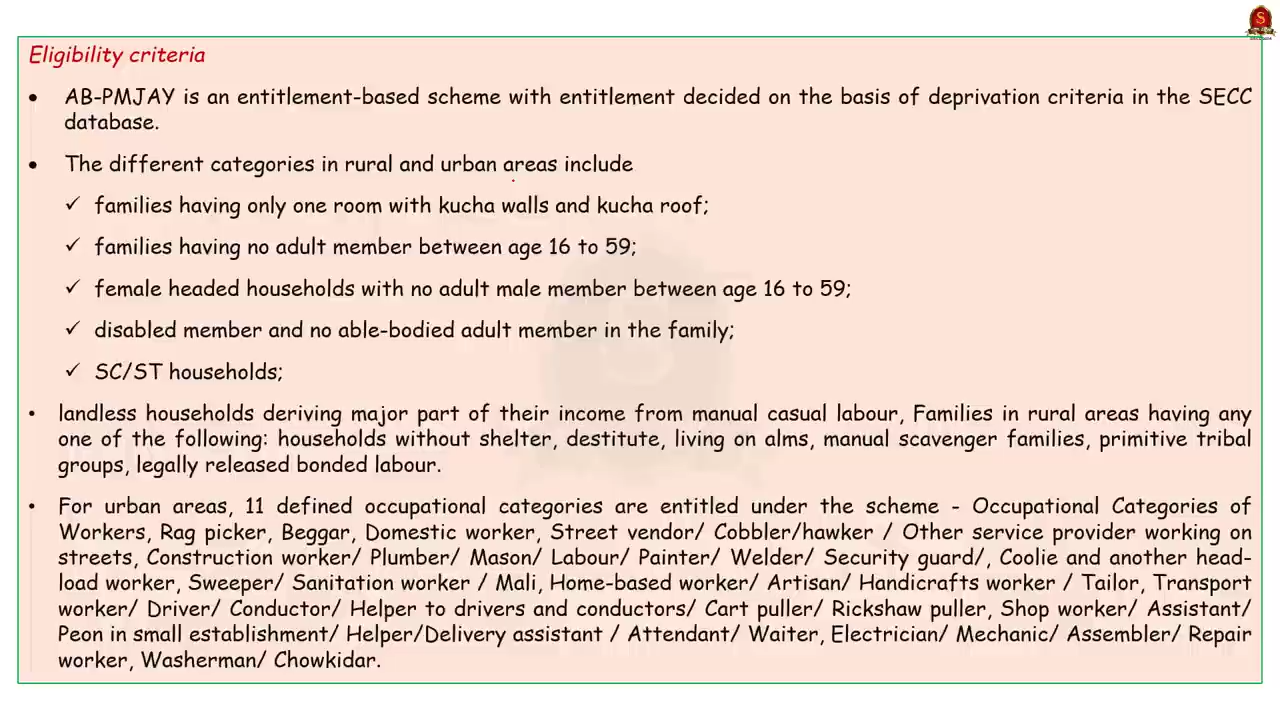 Eligibility criteria
• AB-PMJAY is an entitlement-based scheme with entitlement decided on the basis of deprivation criteria in the SECC
database.
• The different categories in rural and urban areas include
✓ families having only one room with kucha walls and kucha roof;
✓ families having no adult member between age 16 to 59;
✓ female headed households with no adult male member between age 16 to 59;
✓ disabled member and no able-bodied adult member in the family;
✓ SC/ST households;
• landless households deriving major part of their income from manual casual labour, Families in rural areas having any
one of the following: households without shelter, destitute, living on alms, manual scavenger families, primitive tribal
groups, legally released bonded labour.
• For urban areas, 11 defined occupational categories are entitled under the scheme - Occupational Categories of
Workers, Rag picker, Beggar, Domestic worker, Street vendor/ Cobbler/hawker / Other service provider working on
streets, Construction worker/ Plumber/ Mason/ Labour/ Painter/ Welder/ Security guard/, Coolie and another head-
load worker, Sweeper/ Sanitation worker / Mali, Home-based worker/ Artisan/ Handicrafts worker / Tailor, Transport
worker/ Driver/ Conductor/ Helper to drivers and conductors/ Cart puller/ Rickshaw puller, Shop worker/ Assistant/
Peon in small establishment/ Helper/Delivery assistant / Attendant/ Waiter, Electrician/ Mechanic/ Assembler/ Repair
worker, Washerman/ Chowkidar.